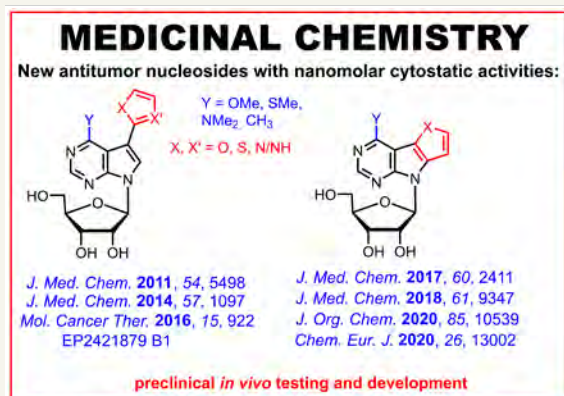 MEDICINAL CHEMISTRY
New antitumor nucleosides with nanomolar cytostatic activities:
Y
X
X'
N
N
N
HO
O
OH OH
Y = OMe, SMe,
NMe2, CH3
X, X' = O, S, N/NH
Y
X
N
N
N
HO
O
OH OH
J. Med. Chem. 2011, 54, 5498
J. Med. Chem. 2014, 57, 1097
Mol. Cancer Ther. 2016, 15, 922
EP2421879 B1
J. Med. Chem. 2017, 60, 2411
J. Med. Chem. 2018, 61, 9347
J. Org. Chem. 2020, 85, 10539
Chem. Eur. J. 2020, 26, 13002
preclinical in vivo testing and development